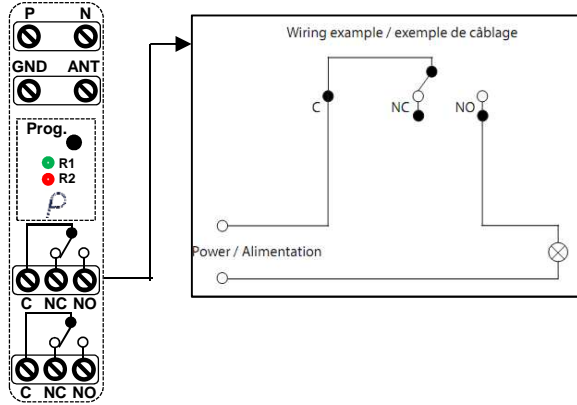 P N
GND ANT
Prog.
R1
R2
C NC NO
C NC NO
Wiring example / exemple de câblage
C NC NO
Power / Alimentation